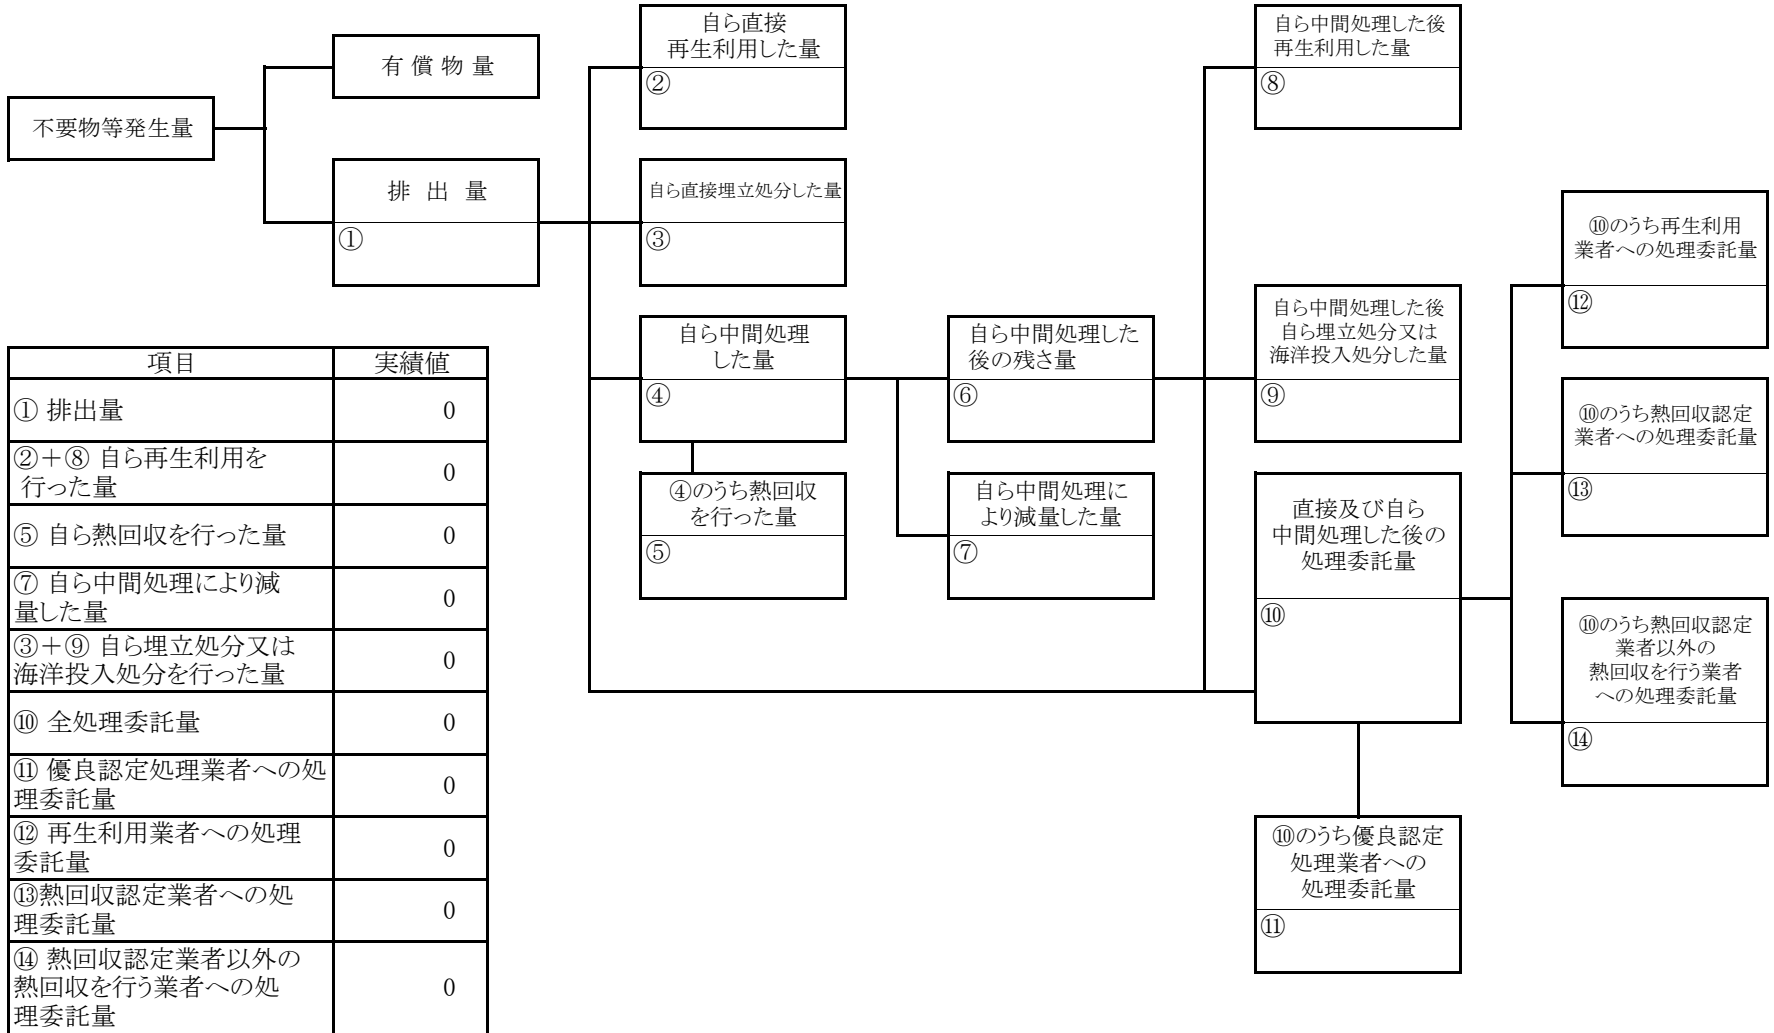 不要物等発生量
有 償 物 量
排 出 量
①
自ら直接
再生利用した量
②
自ら直接埋立処分した量
③
自ら中間処理
した量
④
④のうち熱回収
を行った量
⑤
自ら中間処理した
後の残さ量
⑥
自ら中間処理に
より減量した量
⑦
自ら中間処理した後
再生利用した量
⑧
自ら中間処理した後
自ら埋立処分又は
海洋投入処分した量
⑨
直接及び自ら
中間処理した後の
処理委託量
⑩
⑩のうち優良認定
処理業者への
処理委託量
⑪
⑩のうち再生利用
業者への処理委託量
⑫
⑩のうち熱回収認定
業者への処理委託量
⑬
⑩のうち熱回収認定
業者以外の
熱回収を行う業者
への処理委託量
⑭
項目 実績値
① 排出量 0
②＋⑧ 自ら再生利用を
行った量 0
⑤ 自ら熱回収を行った量 0
⑦ 自ら中間処理により減
量した量 0
③＋⑨ 自ら埋立処分又は
海洋投入処分を行った量 0
⑩ 全処理委託量 0
⑪ 優良認定処理業者への処
理委託量 0
⑫ 再生利用業者への処理
委託量 0
⑬熱回収認定業者への処
理委託量 0
⑭ 熱回収認定業者以外の
熱回収を行う業者への処
理委託量 0